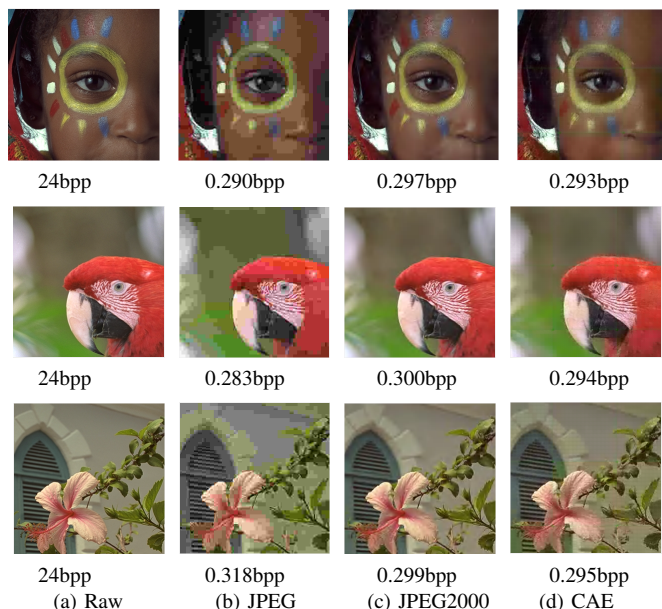 24bpp 0.290bpp 0.297bpp 0.293bpp
24bpp 0.283bpp 0.300bpp 0.294bpp
24bpp 0.318bpp 0.299bpp 0.295bpp
(a) Raw (b) JPEG (c) JPEG2000 (d) CAE